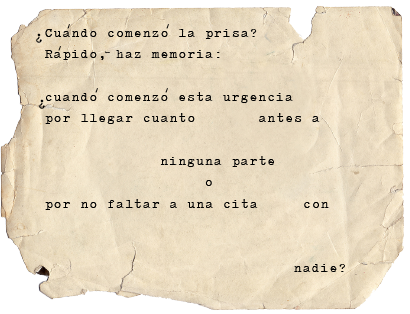 ¿Cuándo comenzó la prisa?
Rápido,- haz memoria:
¿cuándo comenzó esta urgencia
por llegar cuanto antes a
ninguna parte
o
por no faltar a una cita con
nadie?